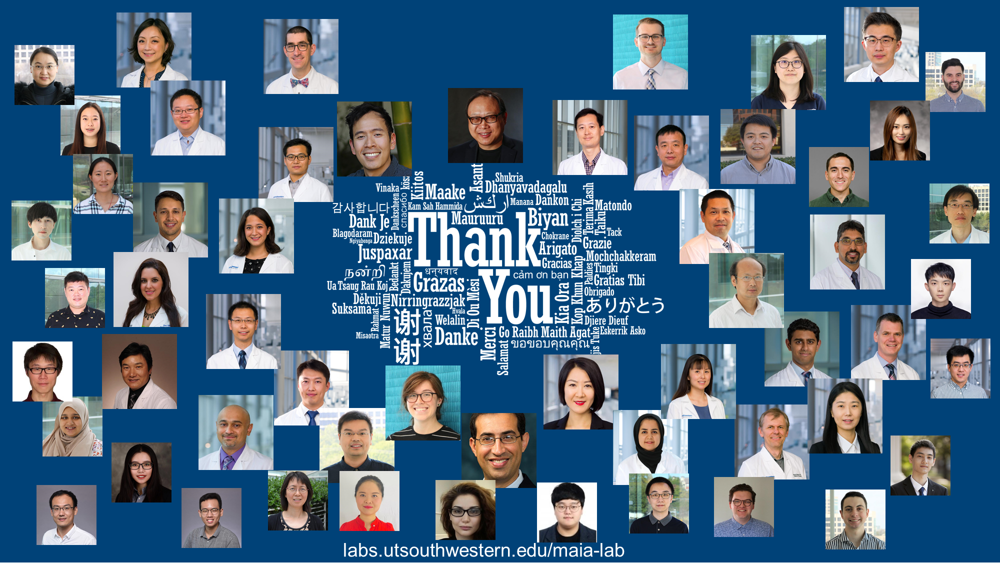 Asant
Shukria
Kiitos
Vinaka
Maake
Dhanyavadagalu
Terima Kasih
Dankscheen
спасибо
Kam Sah Hammida
Manana
Dankon
Diolch i Chi
Taiku
Matondo
감사합니다
Dank Je
Mauruuru
Biyan
Thank
Blagodaram
Ngiyabonga
Dziekuje
Chokrane
Tack
Juspaxar
Arigato
Grazie
Gracias
Mochchakkeram
நன்றி
Bedankt
Dakujem
धन्यवाद
cảm ơn bạn
Kop Khun Khap
Paldies
Tingki
Ua Tsaug Rau Koj
Grazas
You
Gratias Tibi
Děkuji
Nirringrazzjak
Di Ou Mèsi
Kia Ora
Obrigado
Suksama
Rahmat
Matur Nuwun
谢谢
хвала
Hvala
Welalin
ありがとう
Djiere Dieuf
Misaotra
Danke
Merci
Go Raibh Maith Agat
Eskerrik Asko
Salamat
ขอขอบคุณคุณ
labs.utsouthwestern.edu/maia-lab